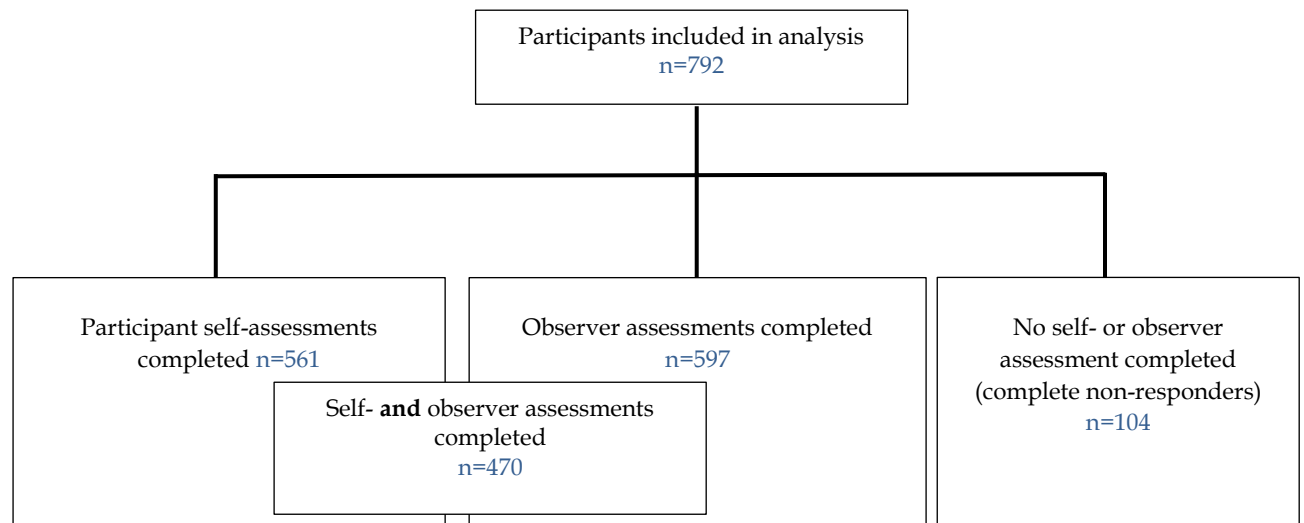 Participants included in analysis
n=792
Participant self-assessments
completed n=561
Observer assessments completed
n=597
Self- and observer assessments
completed
n=470
No self- or observer
assessment completed
(complete non-responders)
n=104